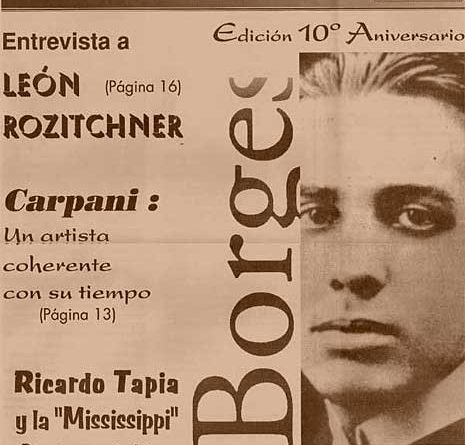 Edición 10º Aniversario
Entrevista a
LEÓN (Página 16)
ROZITCHNER
Carpani :
Un artista
coherente
con su tiempo
(Página 13)
Ricardo Tapia
y la "Mississippi"
Borges